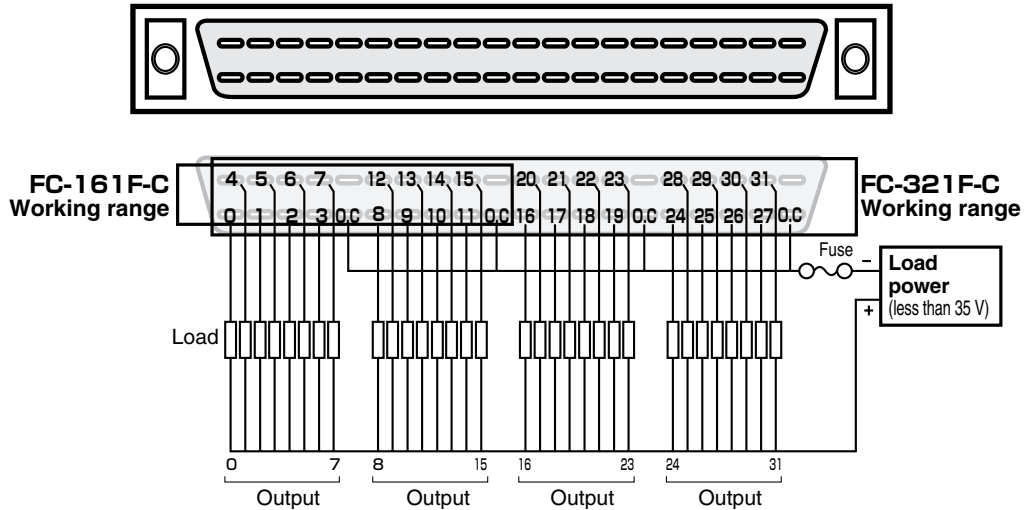 FC-161F-C
Working range
4 5 6 7 12 13 14 15 20 21 22 23 28 29 30 31
0 1 2 3 0.C 8 9 10 11 0.C 16 17 18 19 0.C 24 25 26 27 0.C
FC-321F-C
Working range
Fuse
−
Load
power
(less than 35 V)
+
Load
0 7 8 15 16 23 24 31
Output Output Output Output